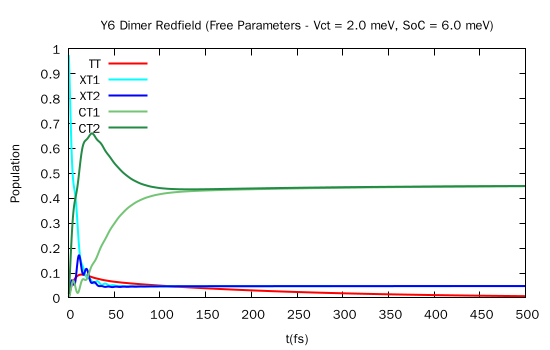 Y6 Dimer Redfield (Free Parameters - Vct = 2.0 meV, SoC = 6.0 meV)
1
0.9
0.8
0.7
0.6
0.5
0.4
0.3
0.2
0.1
0
Population
TT
XT1
XT2
CT1
CT2
0 50 100 150 200 250 300 350 400 450 500
t(fs)